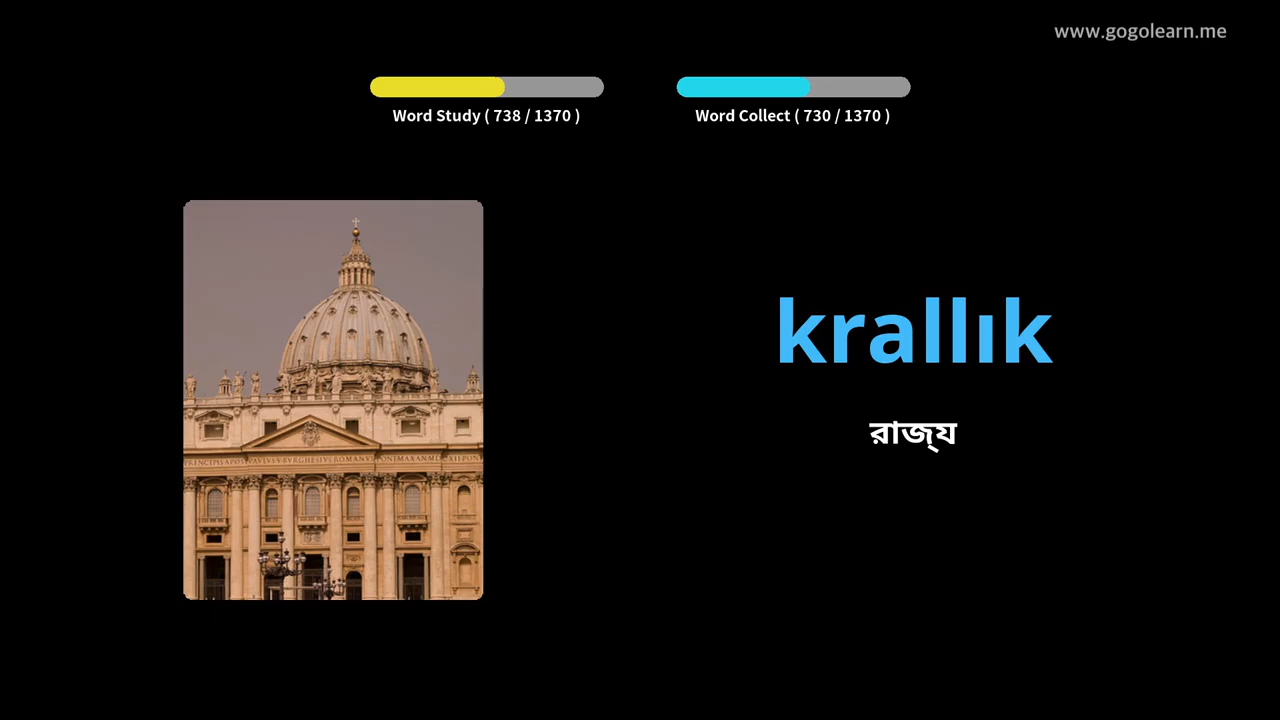 www.gogolearn.me
Word Study ( 738 / 1370 )
Word Collect ( 730 / 1370 )
krallık
রাজ্য